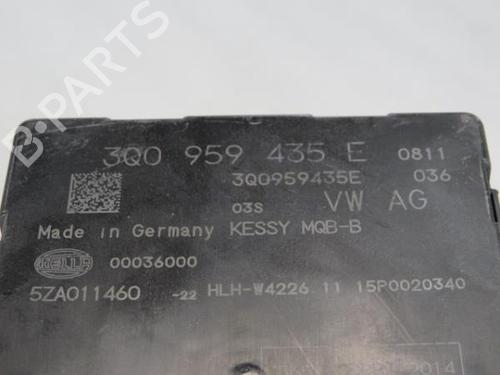 3Q0 959 435 E 0811
3Q0959435E 036
03S VW AG
Made in Germany KESSY MQB-B
HELLA 00036000
5ZA011460 -22 HLH-W4226.11 15P0020340
2014
B-PARTS